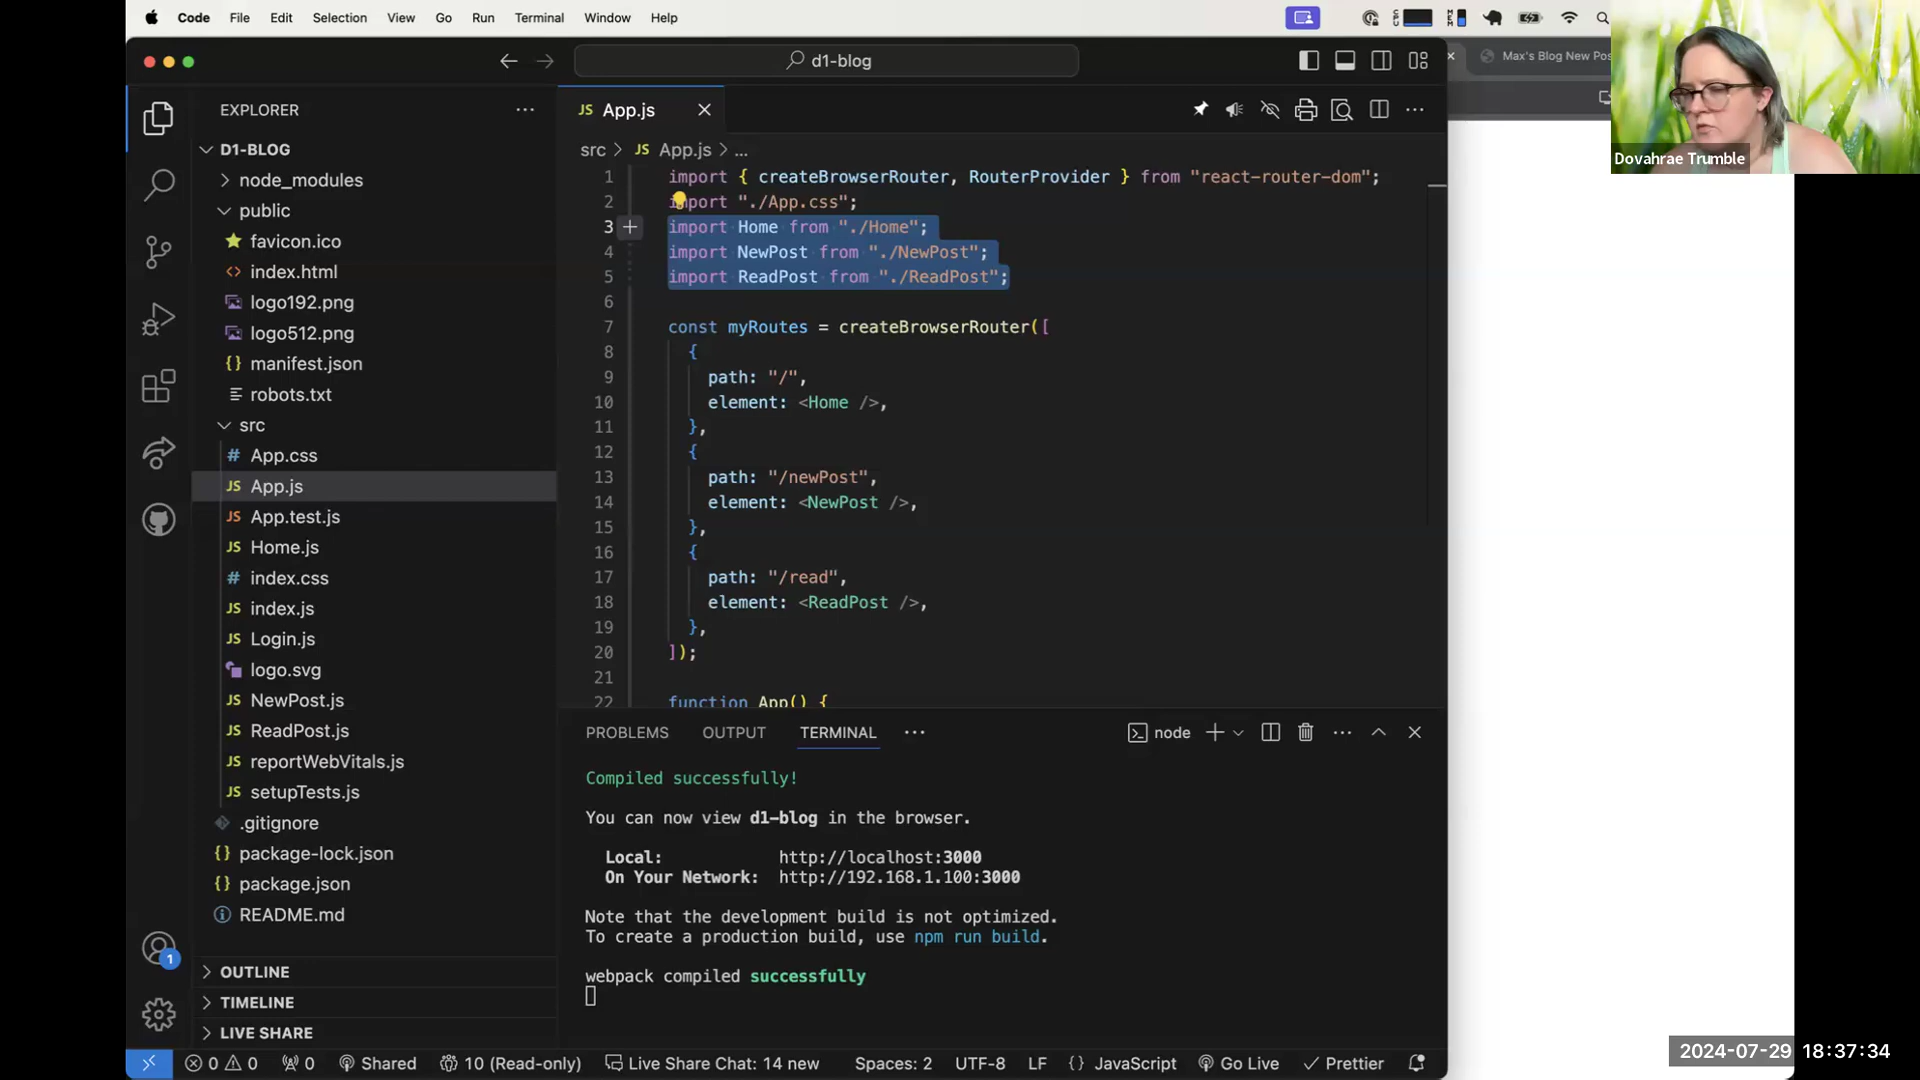 Code File Edit Selection View Go Run Terminal Window Help
d1-blog
Max's Blog New Pos
Dovahrae Trumble
EXPLORER
D1-BLOG
node_modules
public
favicon.ico
index.html
logo192.png
logo512.png
manifest.json
robots.txt
src
App.css
App.js
App.test.js
Home.js
index.css
index.js
Login.js
logo.svg
NewPost.js
ReadPost.js
reportWebVitals.js
setupTests.js
.gitignore
package-lock.json
package.json
README.md
OUTLINE
TIMELINE
LIVE SHARE
JS App.js
src > JS App.js > ...
1 import { createBrowserRouter, RouterProvider } from "react-router-dom";
2 import "./App.css";
3 import Home from "./Home";
4 import NewPost from "./NewPost";
5 import ReadPost from "./ReadPost";
6
7 const myRoutes = createBrowserRouter([
8 {
9 path: "/",
10 element: <Home />,
11 },
12 {
13 path: "/newPost",
14 element: <NewPost />,
15 },
16 {
17 path: "/read",
18 element: <ReadPost />,
19 },
20 ]);
21
22 function App() {
PROBLEMS OUTPUT TERMINAL
node
Compiled successfully!
You can now view d1-blog in the browser.
Local: http://localhost:3000
On Your Network: http://192.168.1.100:3000
Note that the development build is not optimized.
To create a production build, use npm run build.
webpack compiled successfully
1
0 0 0 Shared 10 (Read-only) Live Share Chat: 14 new Spaces: 2 UTF-8 LF {} JavaScript Go Live Prettier
2024-07-29 18:37:34